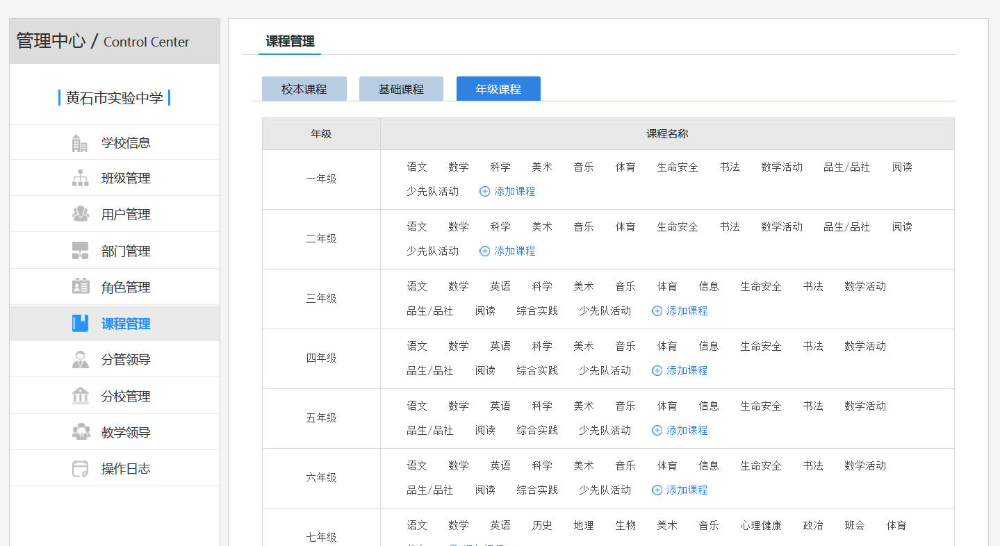 管理中心 / Control Center
黄石市实验中学
学校信息
班级管理
用户管理
部门管理
角色管理
课程管理
分管领导
分校管理
教学领导
操作日志
课程管理
校本课程 基础课程 年级课程
年级 课程名称
一年级
语文 数学 科学 美术 音乐 体育 生命安全 书法 数学活动 品生/品社 阅读
少先队活动 添加课程
二年级
语文 数学 科学 美术 音乐 体育 生命安全 书法 数学活动 品生/品社 阅读
少先队活动 添加课程
三年级
语文 数学 英语 科学 美术 音乐 体育 信息 生命安全 书法 数学活动
品生/品社 阅读 综合实践 少先队活动 添加课程
四年级
语文 数学 英语 科学 美术 音乐 体育 信息 生命安全 书法 数学活动
品生/品社 阅读 综合实践 少先队活动 添加课程
五年级
语文 数学 英语 科学 美术 音乐 体育 信息 生命安全 书法 数学活动
品生/品社 阅读 综合实践 少先队活动 添加课程
六年级
语文 数学 英语 科学 美术 音乐 体育 信息 生命安全 书法 数学活动
品生/品社 阅读 综合实践 少先队活动 添加课程
七年级
语文 数学 英语 历史 地理 生物 美术 音乐 心理健康 政治 班会 体育